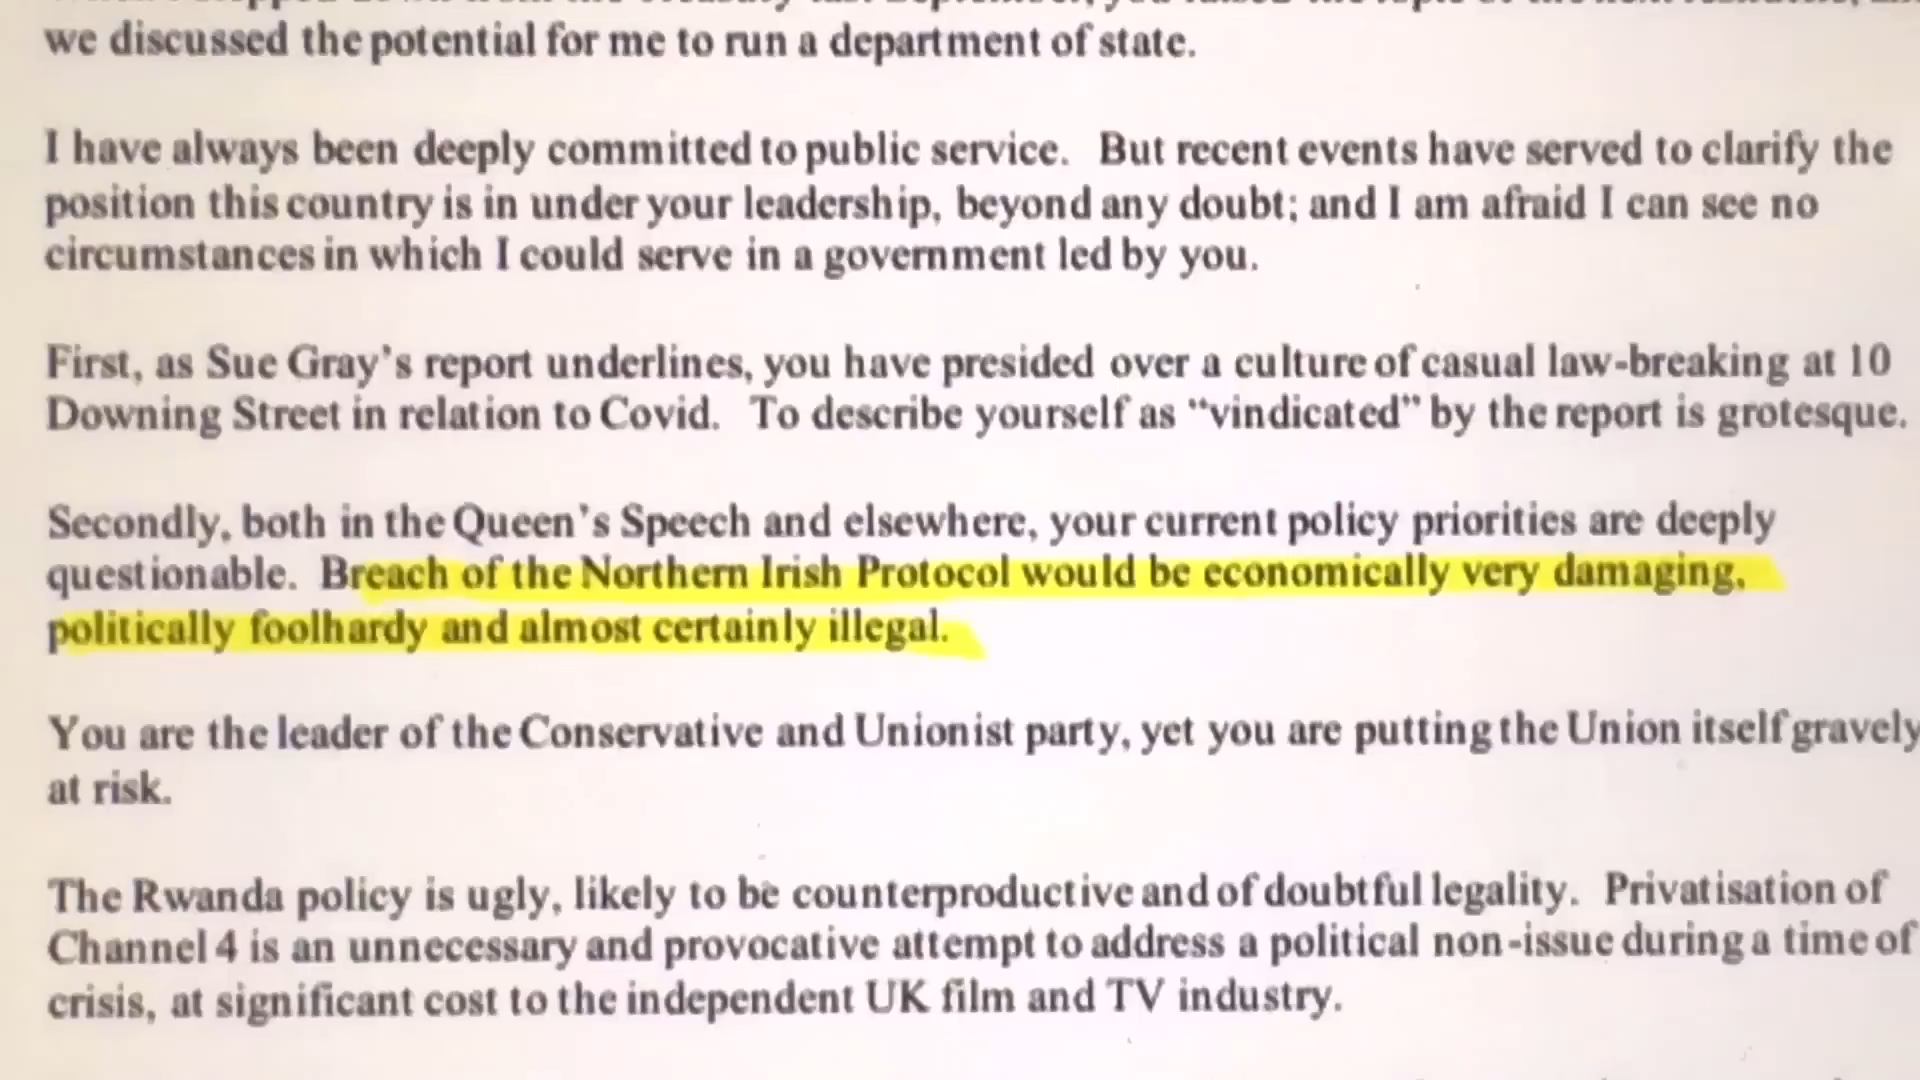 we discussed the potential for me to run a department of state.
I have always been deeply committed to public service. But recent events have served to clarify the
position this country is in under your leadership, beyond any doubt; and I am afraid I can see no
circumstances in which I could serve in a government led by you.
First, as Sue Gray's report underlines, you have presided over a culture of casual law-breaking at 10
Downing Street in relation to Covid. To describe yourself as “vindicated” by the report is grotesque.
Secondly, both in the Queen's Speech and elsewhere, your current policy priorities are deeply
questionable. Breach of the Northern Irish Protocol would be economically very damaging,
politically foolhardy and almost certainly illegal.
You are the leader of the Conservative and Unionist party, yet you are putting the Union itself gravely
at risk.
The Rwanda policy is ugly, likely to be counterproductive and of doubtful legality. Privatisation of
Channel 4 is an unnecessary and provocative attempt to address a political non-issue during a time of
crisis, at significant cost to the independent UK film and TV industry.